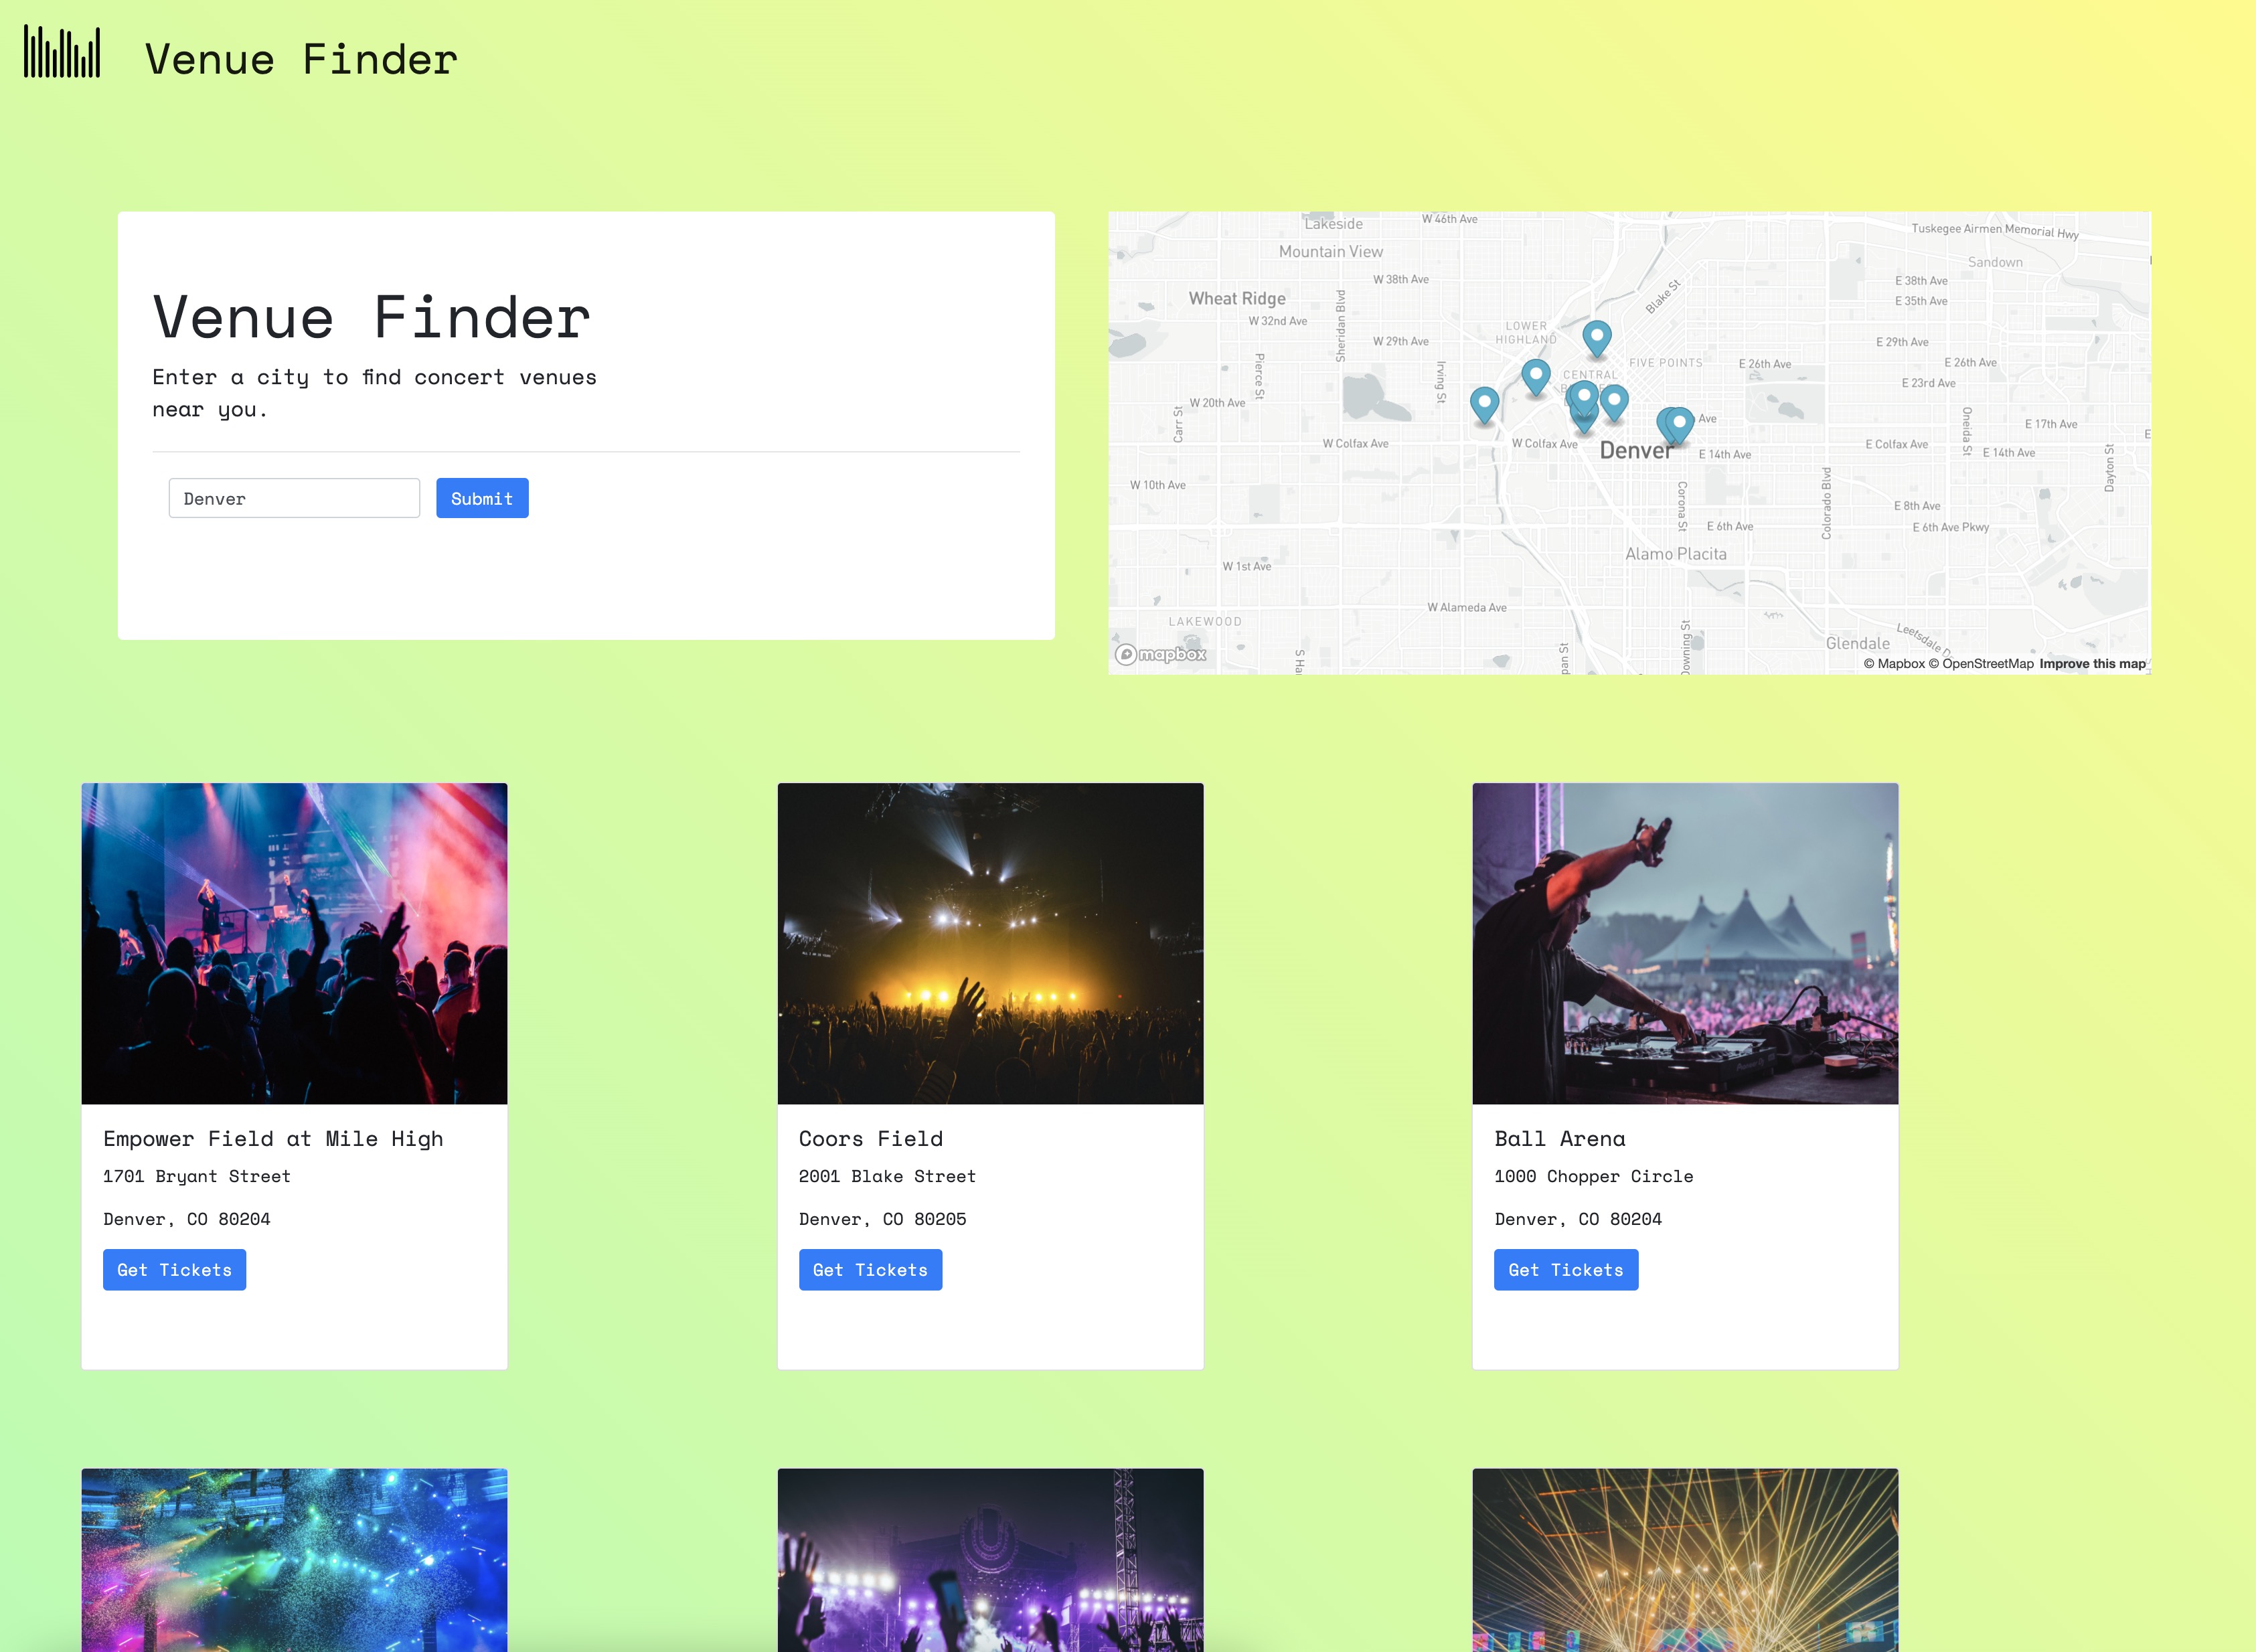 Venue Finder
Venue Finder
Enter a city to find concert venues
near you.
Denver
Submit
Lakeside
W 46th Ave
Tuskegee Airmen Memorial Hwy
Mountain View
Sandown
W 38th Ave
E 38th Ave
Blake St
Wheat Ridge
E 35th Ave
Sheridan Blvd
W 32nd Ave
LOWER
HIGHLAND
W 29th Ave
E 29th Ave
FIVE POINTS
E 26th Ave
E 26th Ave
Pierce St
Irving St
CENTRAL
E 23rd Ave
W 20th Ave
Carr St
Ave
Oneida St
E 17th Ave
W Colfax Ave
W Colfax Ave
Denver
E Colfax Ave
E 14th Ave
E 14th Ave
Dayton St
W 10th Ave
Corona St
Colorado Blvd
E 8th Ave
E 6th Ave
E 6th Ave Pkwy
Alamo Placita
W 1st Ave
W Alameda Ave
LAKEWOOD
Glendale
Leetsdale D
Downing St
S Ha
pan St
mapbox
© Mapbox © OpenStreetMap Improve this map
Empower Field at Mile High
1701 Bryant Street
Denver, CO 80204
Get Tickets
Coors Field
2001 Blake Street
Denver, CO 80205
Get Tickets
Ball Arena
1000 Chopper Circle
Denver, CO 80204
Get Tickets